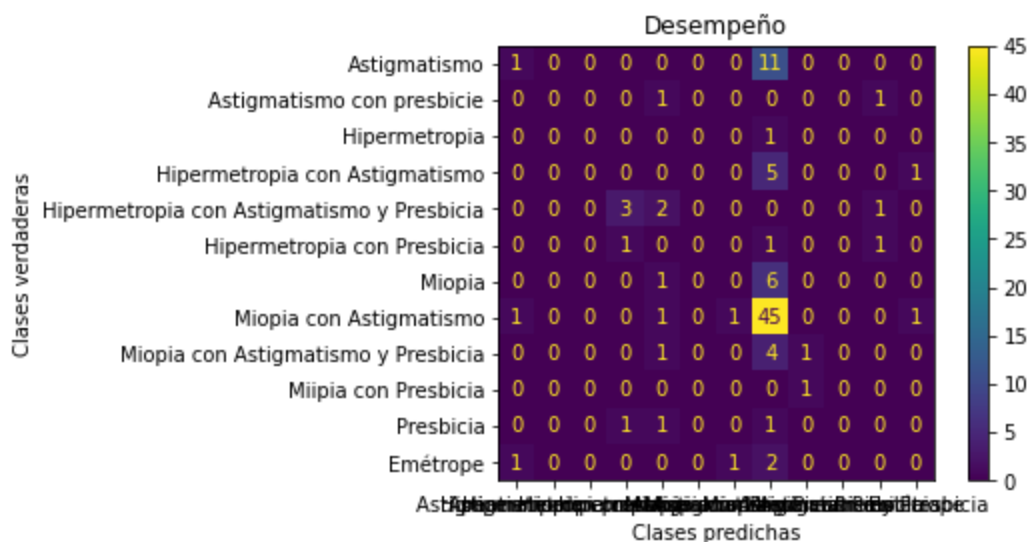 Desempeño
Astigmatismo 1 0 0 0 0 0 0 11 0 0 0 0
Astigmatismo con presbicie 0 0 0 0 1 0 0 0 0 0 1 0
Hipermetropia 0 0 0 0 0 0 0 1 0 0 0 0
Hipermetropia con Astigmatismo 0 0 0 0 0 0 0 5 0 0 0 1
Hipermetropia con Astigmatismo y Presbicia 0 0 0 3 2 0 0 0 0 0 1 0
Hipermetropia con Presbicia 0 0 0 1 0 0 0 1 0 0 1 0
Miopia 0 0 0 0 1 0 0 6 0 0 0 0
Miopia con Astigmatismo 1 0 0 0 1 0 1 45 0 0 0 1
Miopia con Astigmatismo y Presbicia 0 0 0 0 1 0 0 4 1 0 0 0
Miipia con Presbicia 0 0 0 0 0 0 0 0 1 0 0 0
Presbicia 0 0 0 1 1 0 0 1 0 0 0 0
Emétrope 1 0 0 0 0 0 1 2 0 0 0 0
Clases verdaderas
Clases predichas
45
40
35
30
25
20
15
10
5
0